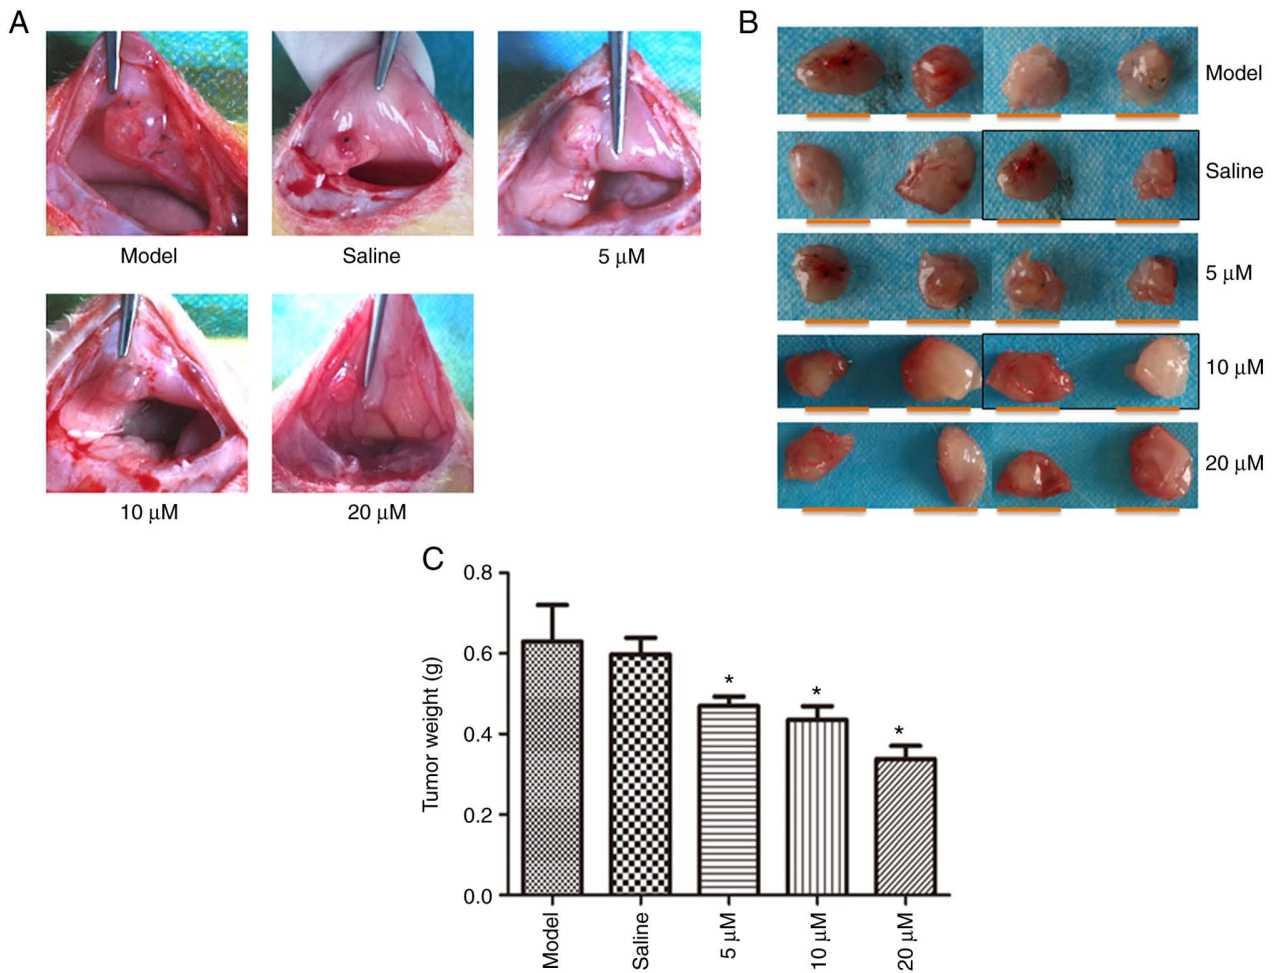 A
B
Model
Saline
5 μM
10 μM
20 μM
Model
Saline
5 μM
10 μM
20 μM
C
Tumor weight (g)
0.8
0.6
0.4
0.2
0.0
*
*
*
Model
Saline
5 μM
10 μM
20 μM